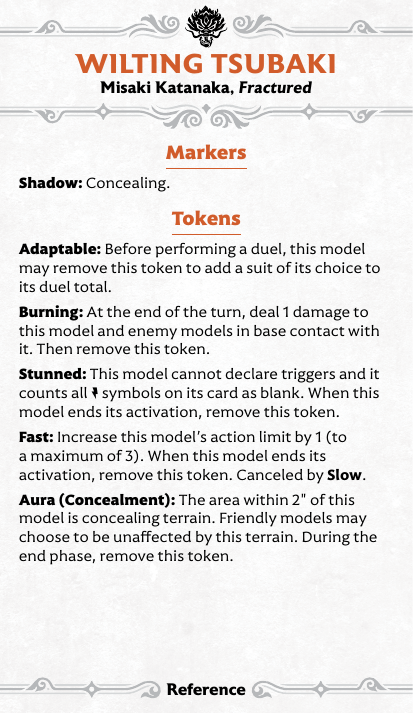 WILTING TSUBAKI
Misaki Katanaka, Fractured
Markers
Shadow: Concealing.
Tokens
Adaptable: Before performing a duel, this model
may remove this token to add a suit of its choice to
its duel total.
Burning: At the end of the turn, deal 1 damage to
this model and enemy models in base contact with
it. Then remove this token.
Stunned: This model cannot declare triggers and it
counts all symbols on its card as blank. When this
model ends its activation, remove this token.
Fast: Increase this model's action limit by 1 (to
a maximum of 3). When this model ends its
activation, remove this token. Canceled by Slow.
Aura (Concealment): The area within 2" of this
model is concealing terrain. Friendly models may
choose to be unaffected by this terrain. During the
end phase, remove this token.
Reference